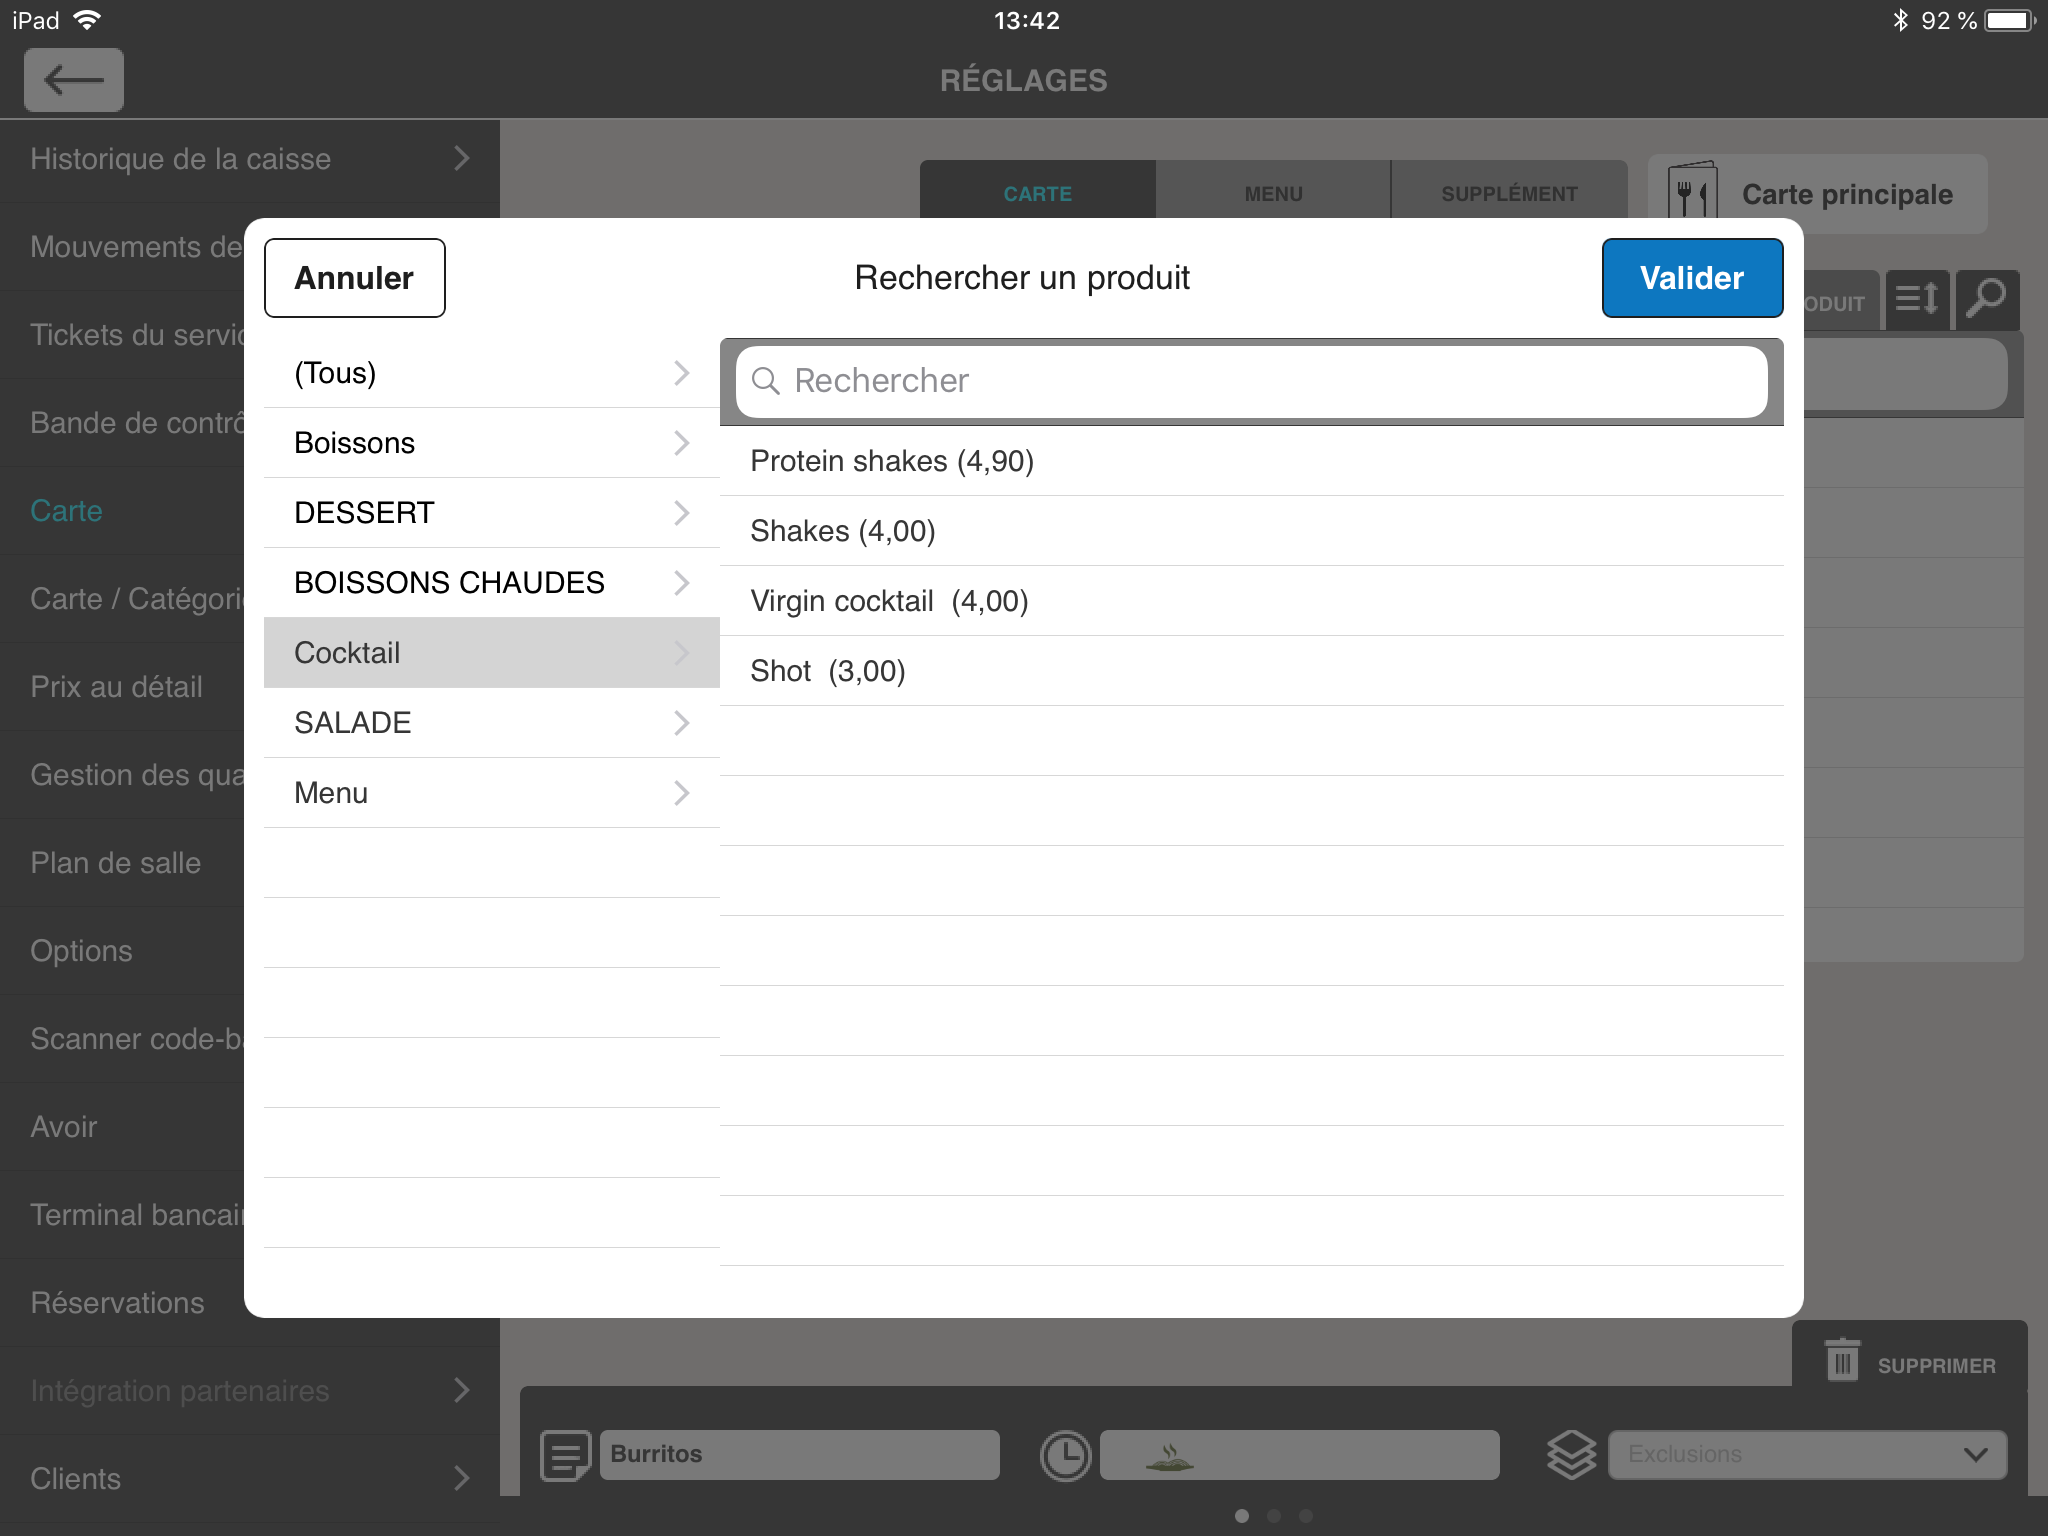 iPad
13:42
92 %
RÉGLAGES
Historique de la caisse
Mouvements de
Tickets du servic
Bande de contrô
Carte
Carte / Catégori
Prix au détail
Gestion des qua
Plan de salle
Options
Scanner code-ba
Avoir
Terminal bancair
Réservations
Intégration partenaires
Clients
CARTE
MENU
SUPPLÉMENT
Carte principale
ODUIT
Annuler
Rechercher un produit
Valider
(Tous)
Boissons
DESSERT
BOISSONS CHAUDES
Cocktail
SALADE
Menu
Rechercher
Protein shakes (4,90)
Shakes (4,00)
Virgin cocktail  (4,00)
Shot  (3,00)
SUPPRIMER
Burritos
Exclusions